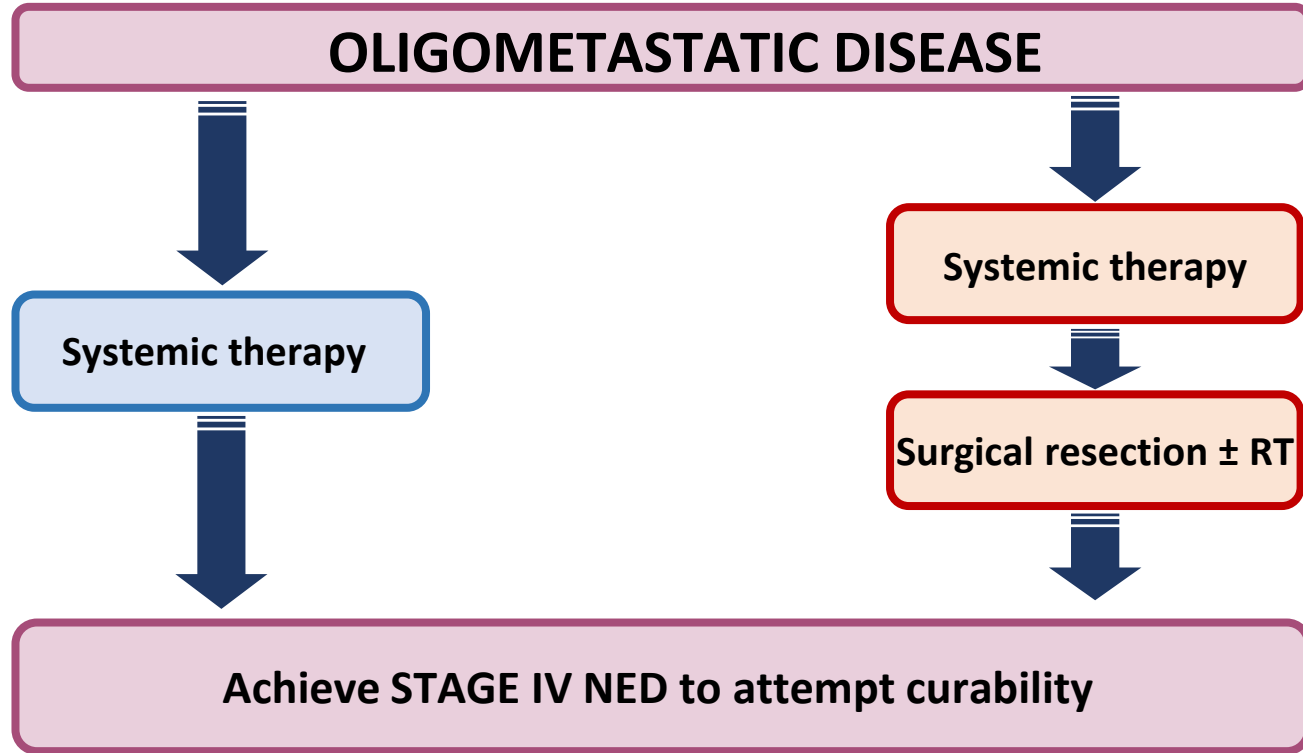 OLIGOMETASTATIC DISEASE
Systemic therapy
Systemic therapy
Surgical resection ± RT
Achieve STAGE IV NED to attempt curability